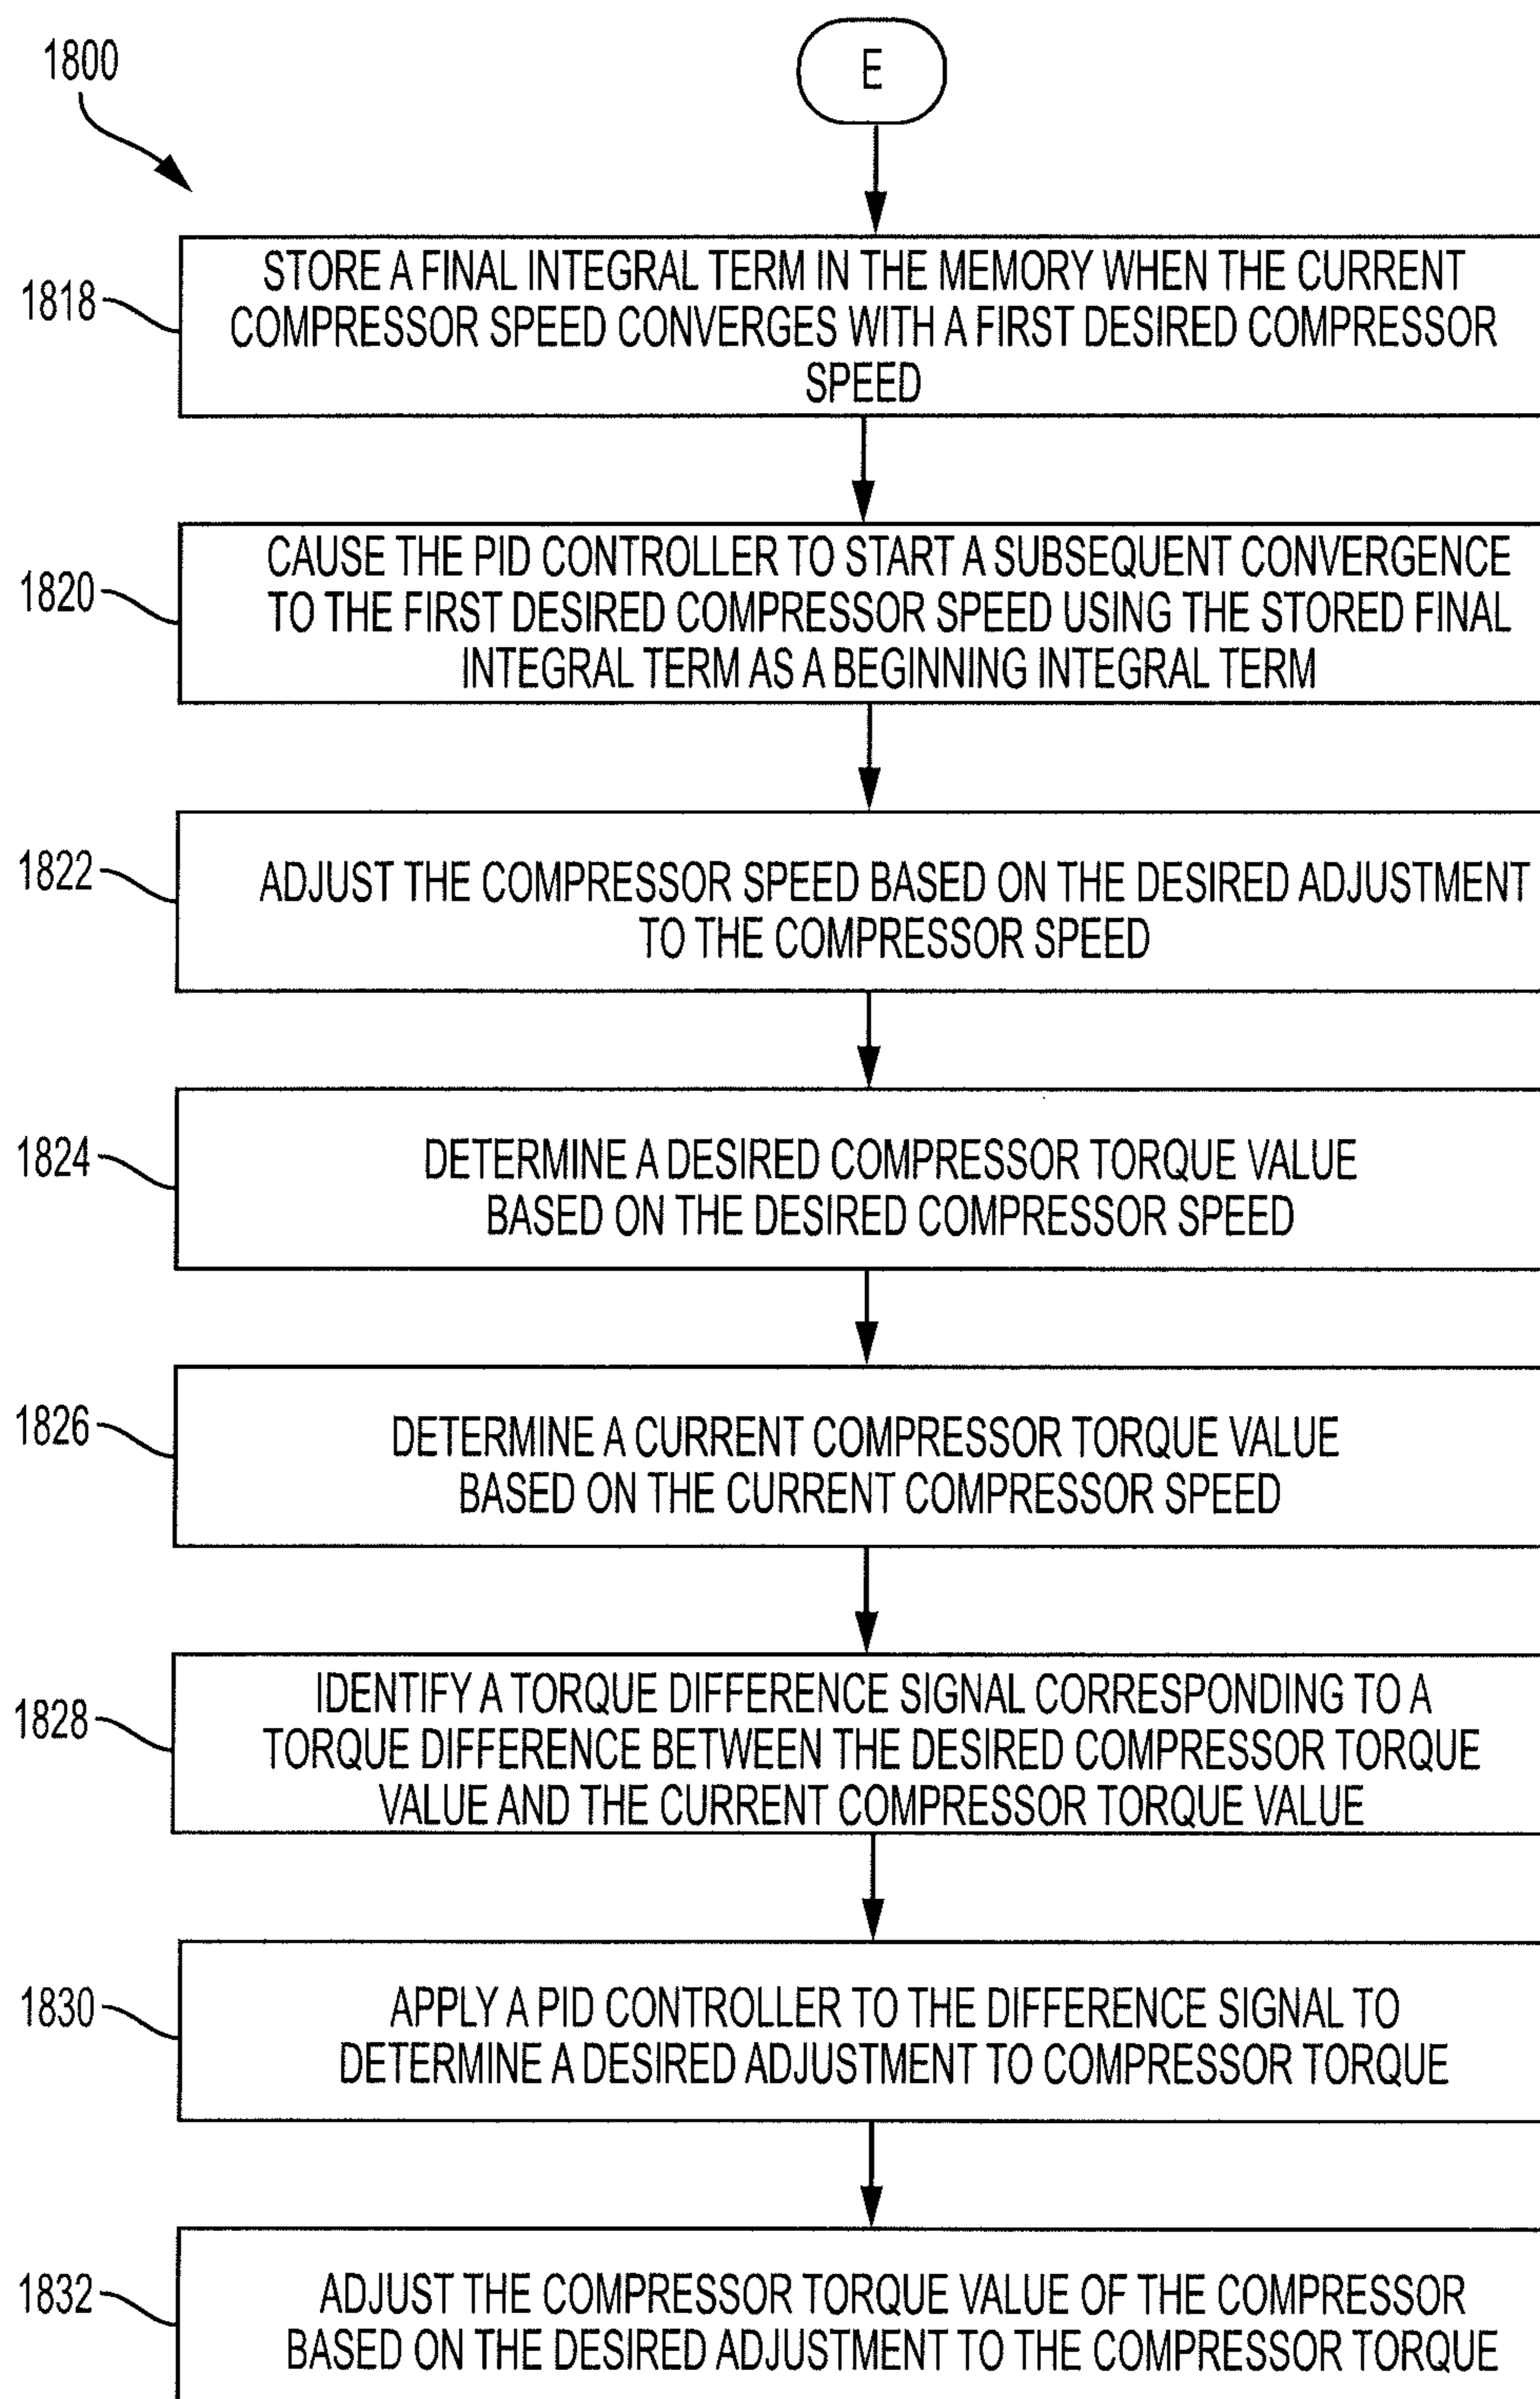 1800
E
1818
STORE A FINAL INTEGRAL TERM IN THE MEMORY WHEN THE CURRENT
COMPRESSOR SPEED CONVERGES WITH A FIRST DESIRED COMPRESSOR
SPEED
1820
CAUSE THE PID CONTROLLER TO START A SUBSEQUENT CONVERGENCE
TO THE FIRST DESIRED COMPRESSOR SPEED USING THE STORED FINAL
INTEGRAL TERM AS A BEGINNING INTEGRAL TERM
1822
ADJUST THE COMPRESSOR SPEED BASED ON THE DESIRED ADJUSTMENT
TO THE COMPRESSOR SPEED
1824
DETERMINE A DESIRED COMPRESSOR TORQUE VALUE
BASED ON THE DESIRED COMPRESSOR SPEED
1826
DETERMINE A CURRENT COMPRESSOR TORQUE VALUE
BASED ON THE CURRENT COMPRESSOR SPEED
1828
IDENTIFY A TORQUE DIFFERENCE SIGNAL CORRESPONDING TO A
TORQUE DIFFERENCE BETWEEN THE DESIRED COMPRESSOR TORQUE
VALUE AND THE CURRENT COMPRESSOR TORQUE VALUE
1830
APPLY A PID CONTROLLER TO THE DIFFERENCE SIGNAL TO
DETERMINE A DESIRED ADJUSTMENT TO COMPRESSOR TORQUE
1832
ADJUST THE COMPRESSOR TORQUE VALUE OF THE COMPRESSOR
BASED ON THE DESIRED ADJUSTMENT TO THE COMPRESSOR TORQUE